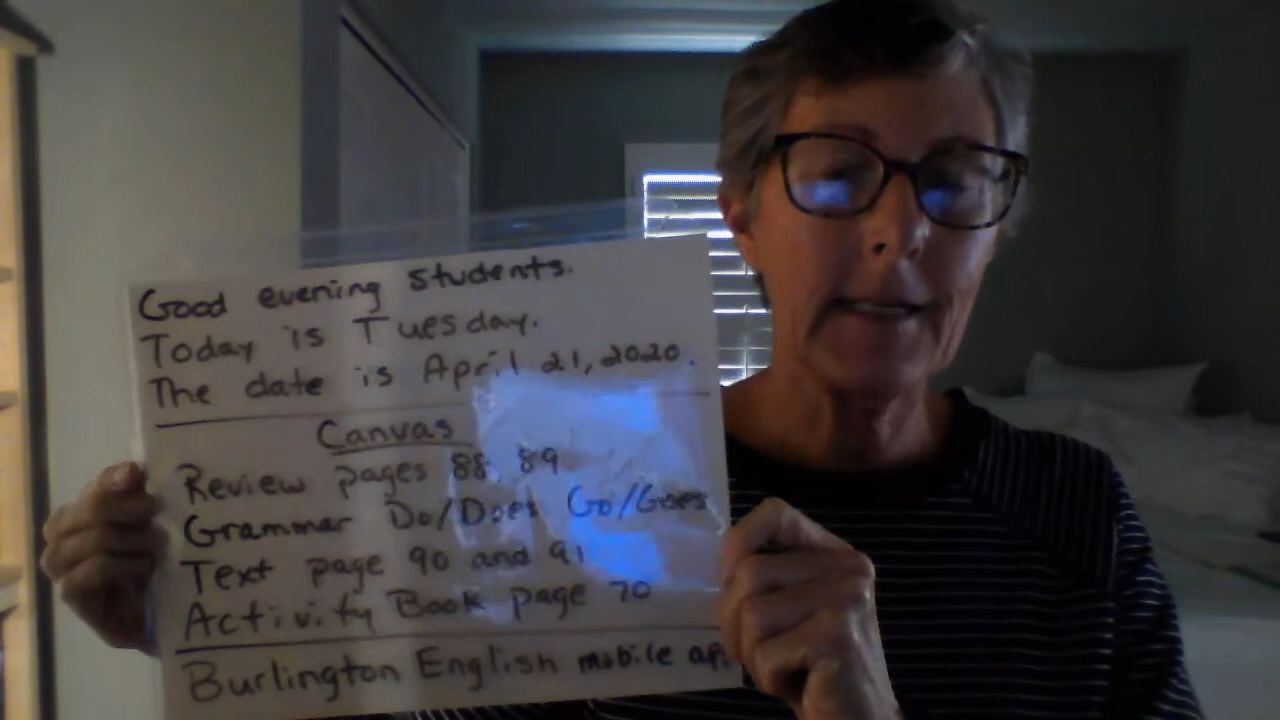 Good evening students.
Today is Tuesday.
The date is April 21, 2020.
Canvas
Review pages 88, 89
Grammar Do/Does Go/Goes
Text page 90 and 91
Activity Book page 70
Burlington English mobile